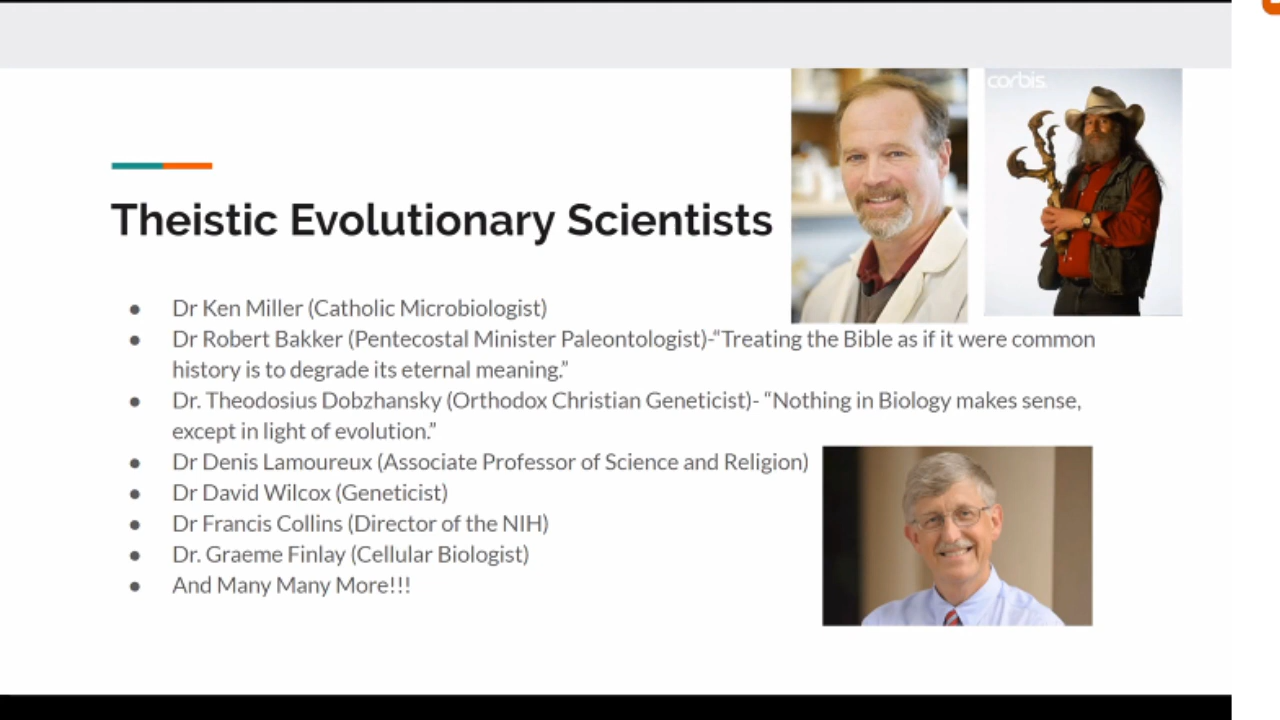 corbis.
Theistic Evolutionary Scientists
● Dr Ken Miller (Catholic Microbiologist)
● Dr Robert Bakker (Pentecostal Minister Paleontologist)-“Treating the Bible as if it were common
history is to degrade its eternal meaning.”
● Dr. Theodosius Dobzhansky (Orthodox Christian Geneticist)- “Nothing in Biology makes sense,
except in light of evolution.”
● Dr Denis Lamoureux (Associate Professor of Science and Religion)
● Dr David Wilcox (Geneticist)
● Dr Francis Collins (Director of the NIH)
● Dr. Graeme Finlay (Cellular Biologist)
● And Many Many More!!!